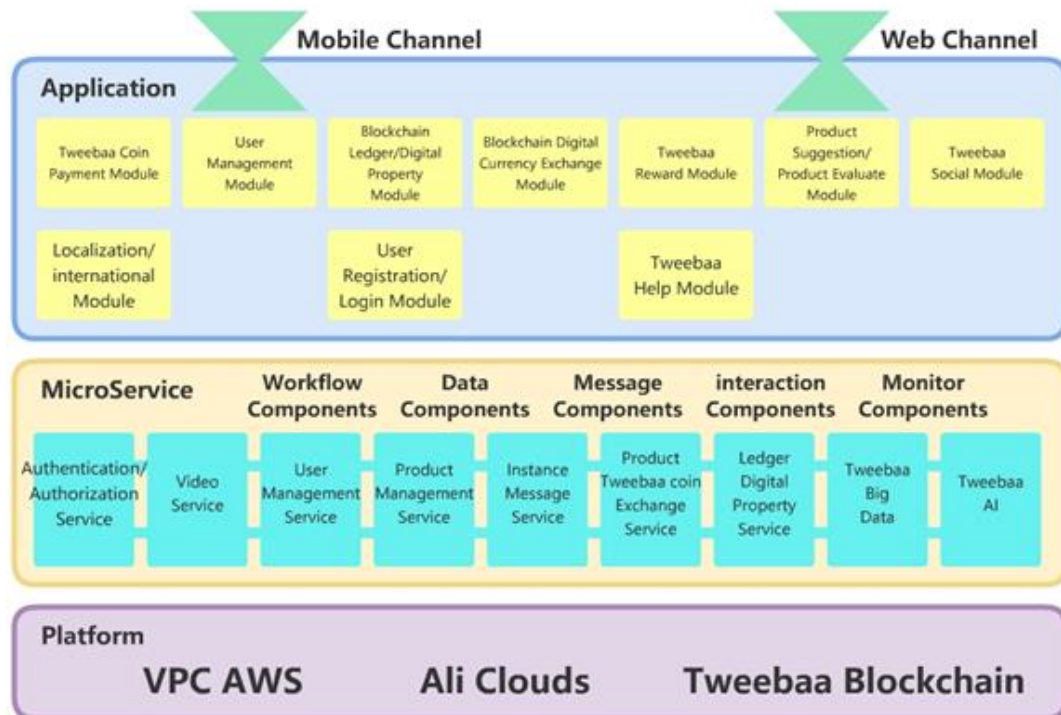 Mobile Channel
Web Channel
Application
Tweebaa Coin
Payment Module
User
Management
Module
Blockchain
Ledger/Digital
Property
Module
Blockchain Digital
Currency Exchange
Module
Tweebaa
Reward Module
Product
Suggestion/
Product Evaluate
Module
Tweebaa
Social Module
Localization/
international
Module
User
Registration/
Login Module
Tweebaa
Help Module
MicroService
Workflow
Components
Data
Components
Message
Components
interaction
Components
Monitor
Components
Authentication/
Authorization
Service
Video
Service
User
Management
Service
Product
Management
Service
Instance
Message
Service
Product
Tweebaa coin
Exchange
Service
Ledger
Digital
Property
Service
Tweebaa
Big
Data
Tweebaa
AI
Platform
VPC AWS
Ali Clouds
Tweebaa Blockchain